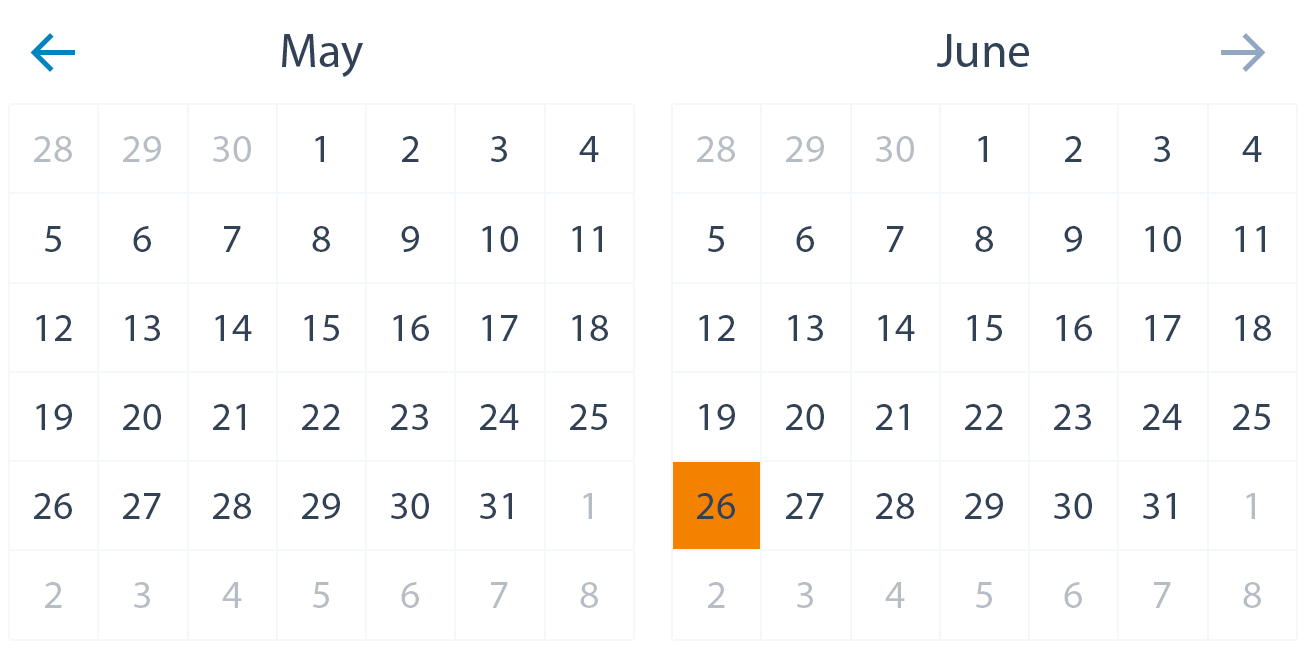 May June
28 29 30 1 2 3 4 28 29 30 1 2 3 4
5 6 7 8 9 10 11 5 6 7 8 9 10 11
12 13 14 15 16 17 18 12 13 14 15 16 17 18
19 20 21 22 23 24 25 19 20 21 22 23 24 25
26 27 28 29 30 31 1 26 27 28 29 30 31 1
2 3 4 5 6 7 8 2 3 4 5 6 7 8